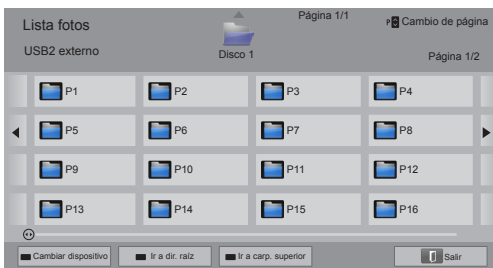 Lista fotos
Página 1/1
P Cambio de página
USB2 externo
Disco 1
Página 1/2
P1 P2 P3 P4
P5 P6 P7 P8
P9 P10 P11 P12
P13 P14 P15 P16
Cambiar dispositivo Ir a dir. raíz Ir a carp. superior Salir